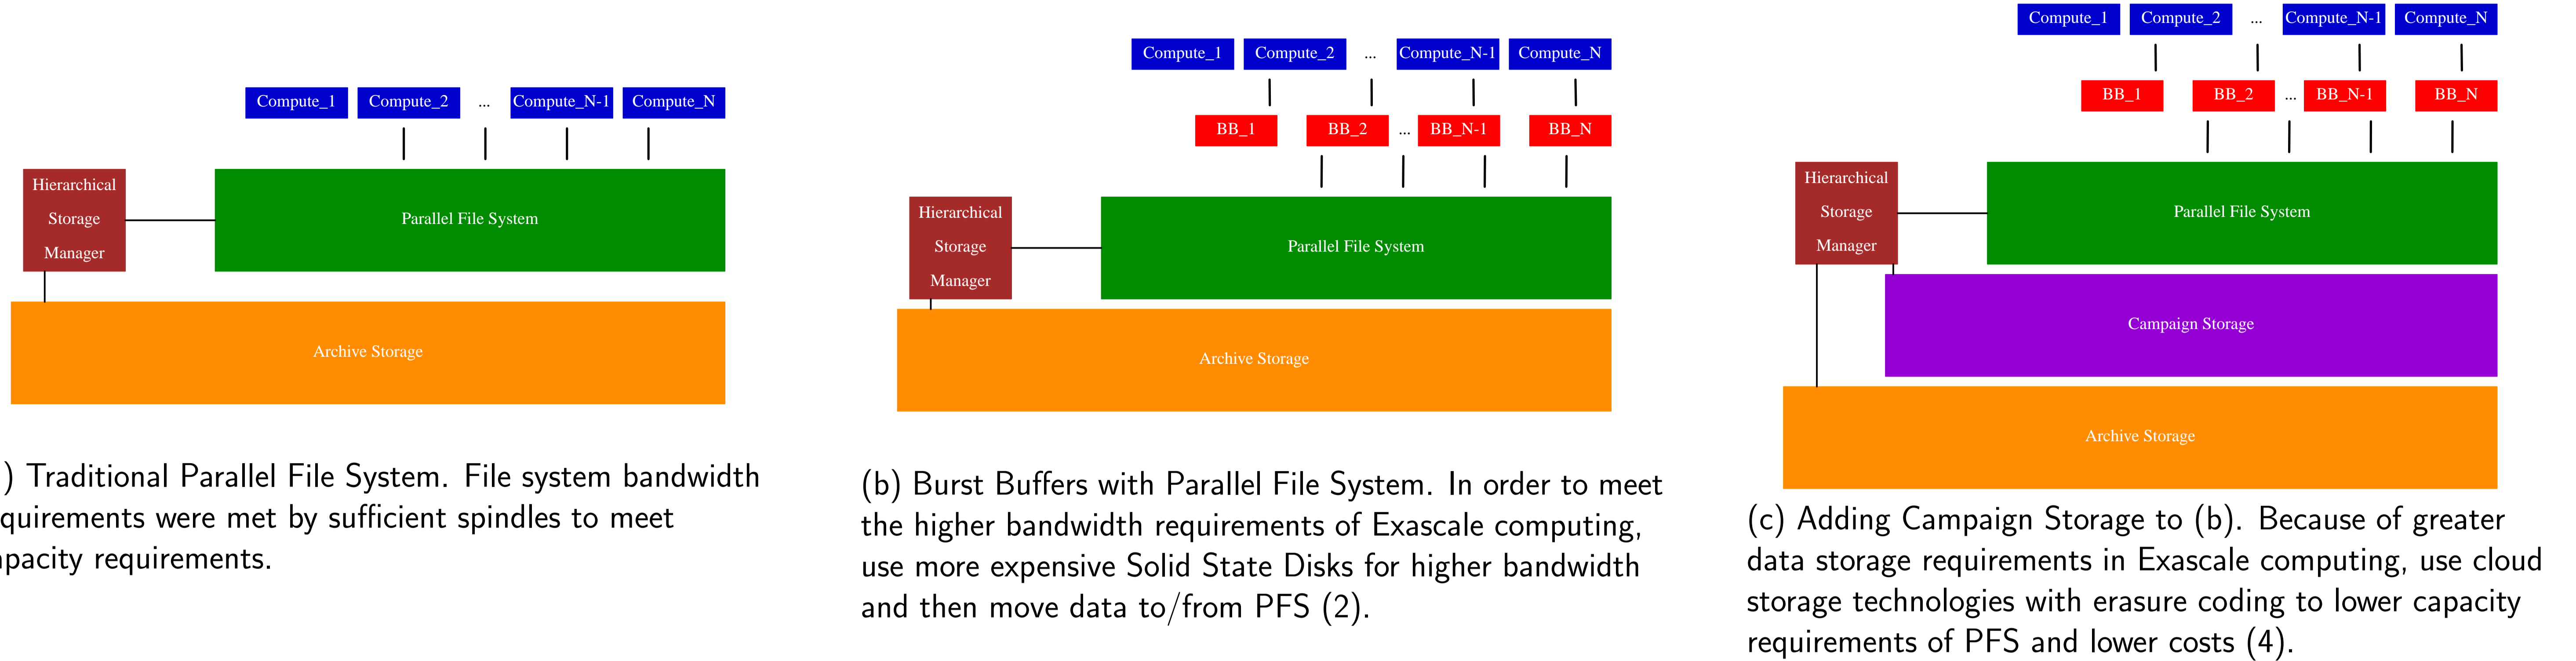 Compute_1 Compute_2 ... Compute_N-1 Compute_N
Hierarchical
Storage
Manager
Parallel File System
Archive Storage
) Traditional Parallel File System. File system bandwidth
quirements were met by sufficient spindles to meet
pacity requirements.
Compute_1 Compute_2 ... Compute_N-1 Compute_N
BB_1 BB_2 ... BB_N-1 BB_N
Hierarchical
Storage
Manager
Parallel File System
Archive Storage
(b) Burst Buffers with Parallel File System. In order to meet
the higher bandwidth requirements of Exascale computing,
use more expensive Solid State Disks for higher bandwidth
and then move data to/from PFS (2).
Compute_1 Compute_2 ... Compute_N-1 Compute_N
BB_1 BB_2 ... BB_N-1 BB_N
Hierarchical
Storage
Manager
Parallel File System
Campaign Storage
Archive Storage
(c) Adding Campaign Storage to (b). Because of greater
data storage requirements in Exascale computing, use cloud
storage technologies with erasure coding to lower capacity
requirements of PFS and lower costs (4).